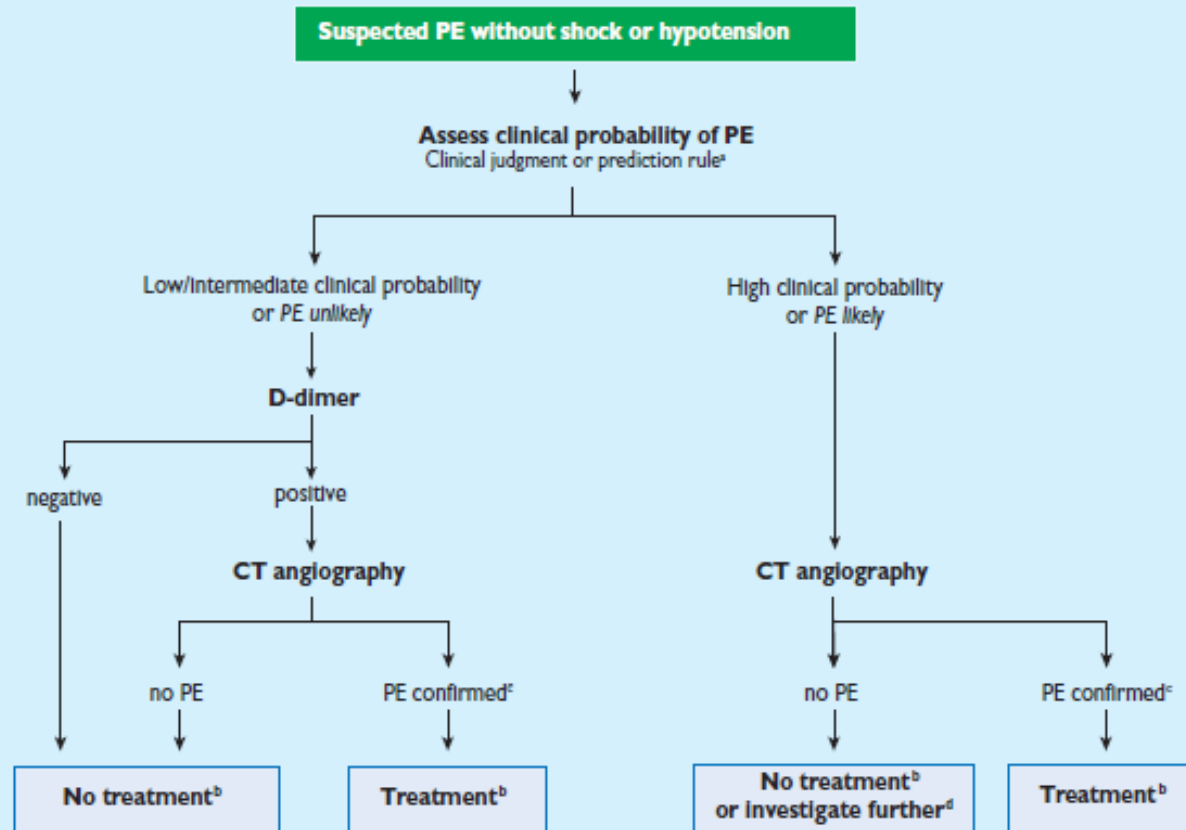 Suspected PE without shock or hypotension
Assess clinical probability of PE
Clinical judgment or prediction ruleª
Low/intermediate clinical probability
or PE unlikely
High clinical probability
or PE likely
D-dimer
negative
positive
CT angiography
CT angiography
no PE
PE confirmedᶜ
no PE
PE confirmedᶜ
No treatmentᵇ
Treatmentᵇ
No treatmentᵇ
or investigate furtherᵈ
Treatmentᵇ